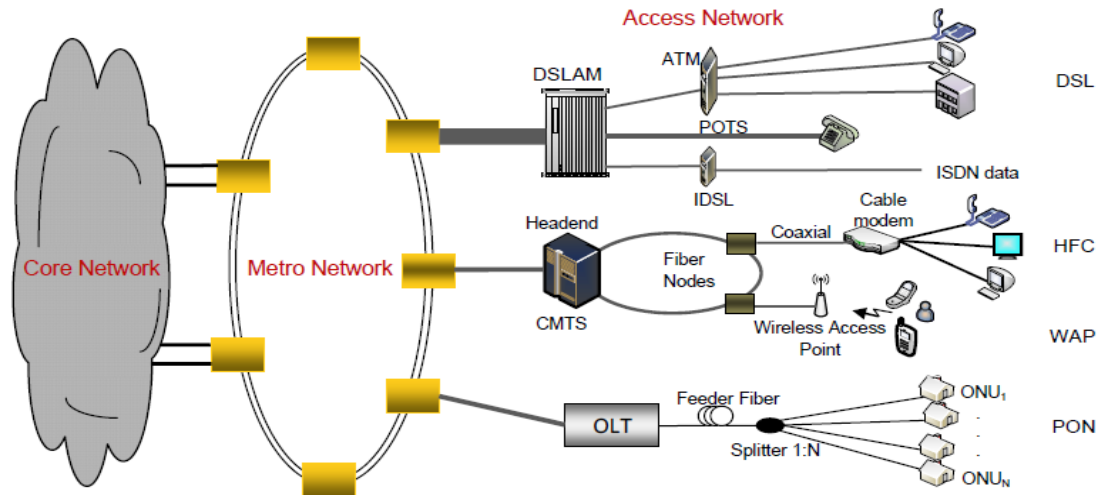 Access Network
ATM
DSLAM
DSL
POTS
IDSL
ISDN data
Core Network
Metro Network
Headend
CMTS
Fiber
Nodes
Coaxial
Cable
modem
HFC
Wireless Access
Point
WAP
OLT
Feeder Fiber
Splitter 1:N
ONU₁
.
.
ONU_N
PON